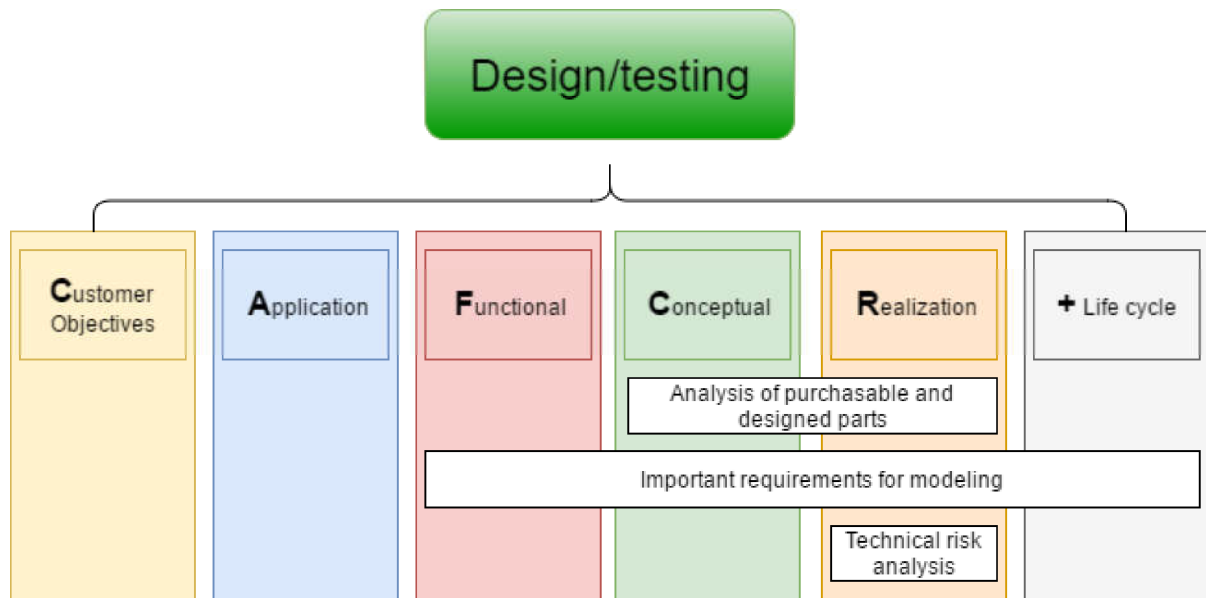 Design/testing
Customer
Objectives
Application
Functional
Conceptual
Realization
+ Life cycle
Analysis of purchasable and
designed parts
Important requirements for modeling
Technical risk
analysis